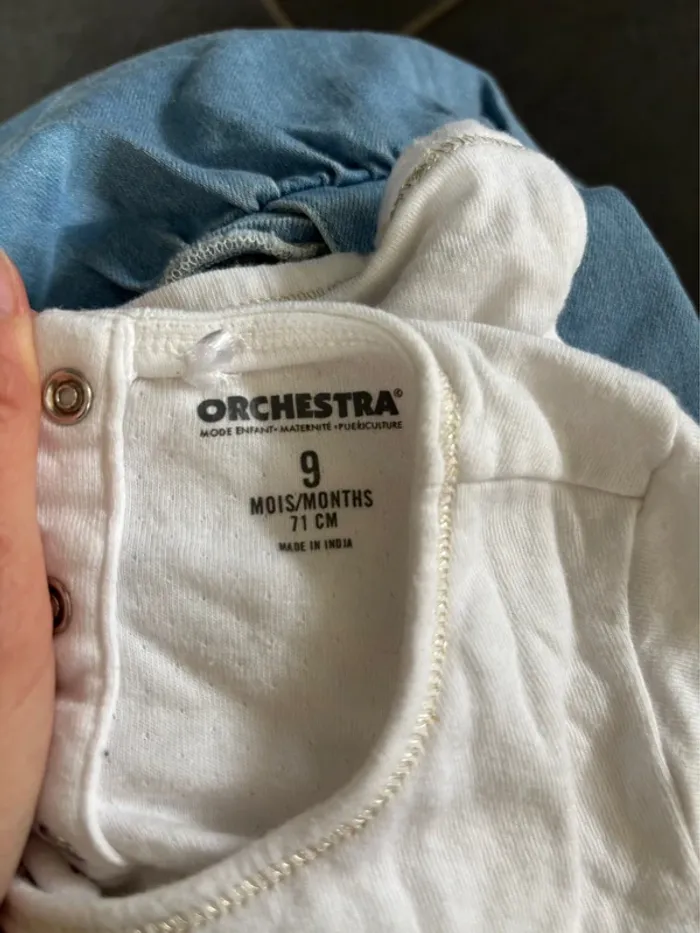 ORCHESTRA®
MODE ENFANT • MATERNITÉ • PUÉRICULTURE
9
MOIS/MONTHS
71 CM
MADE IN INDIA